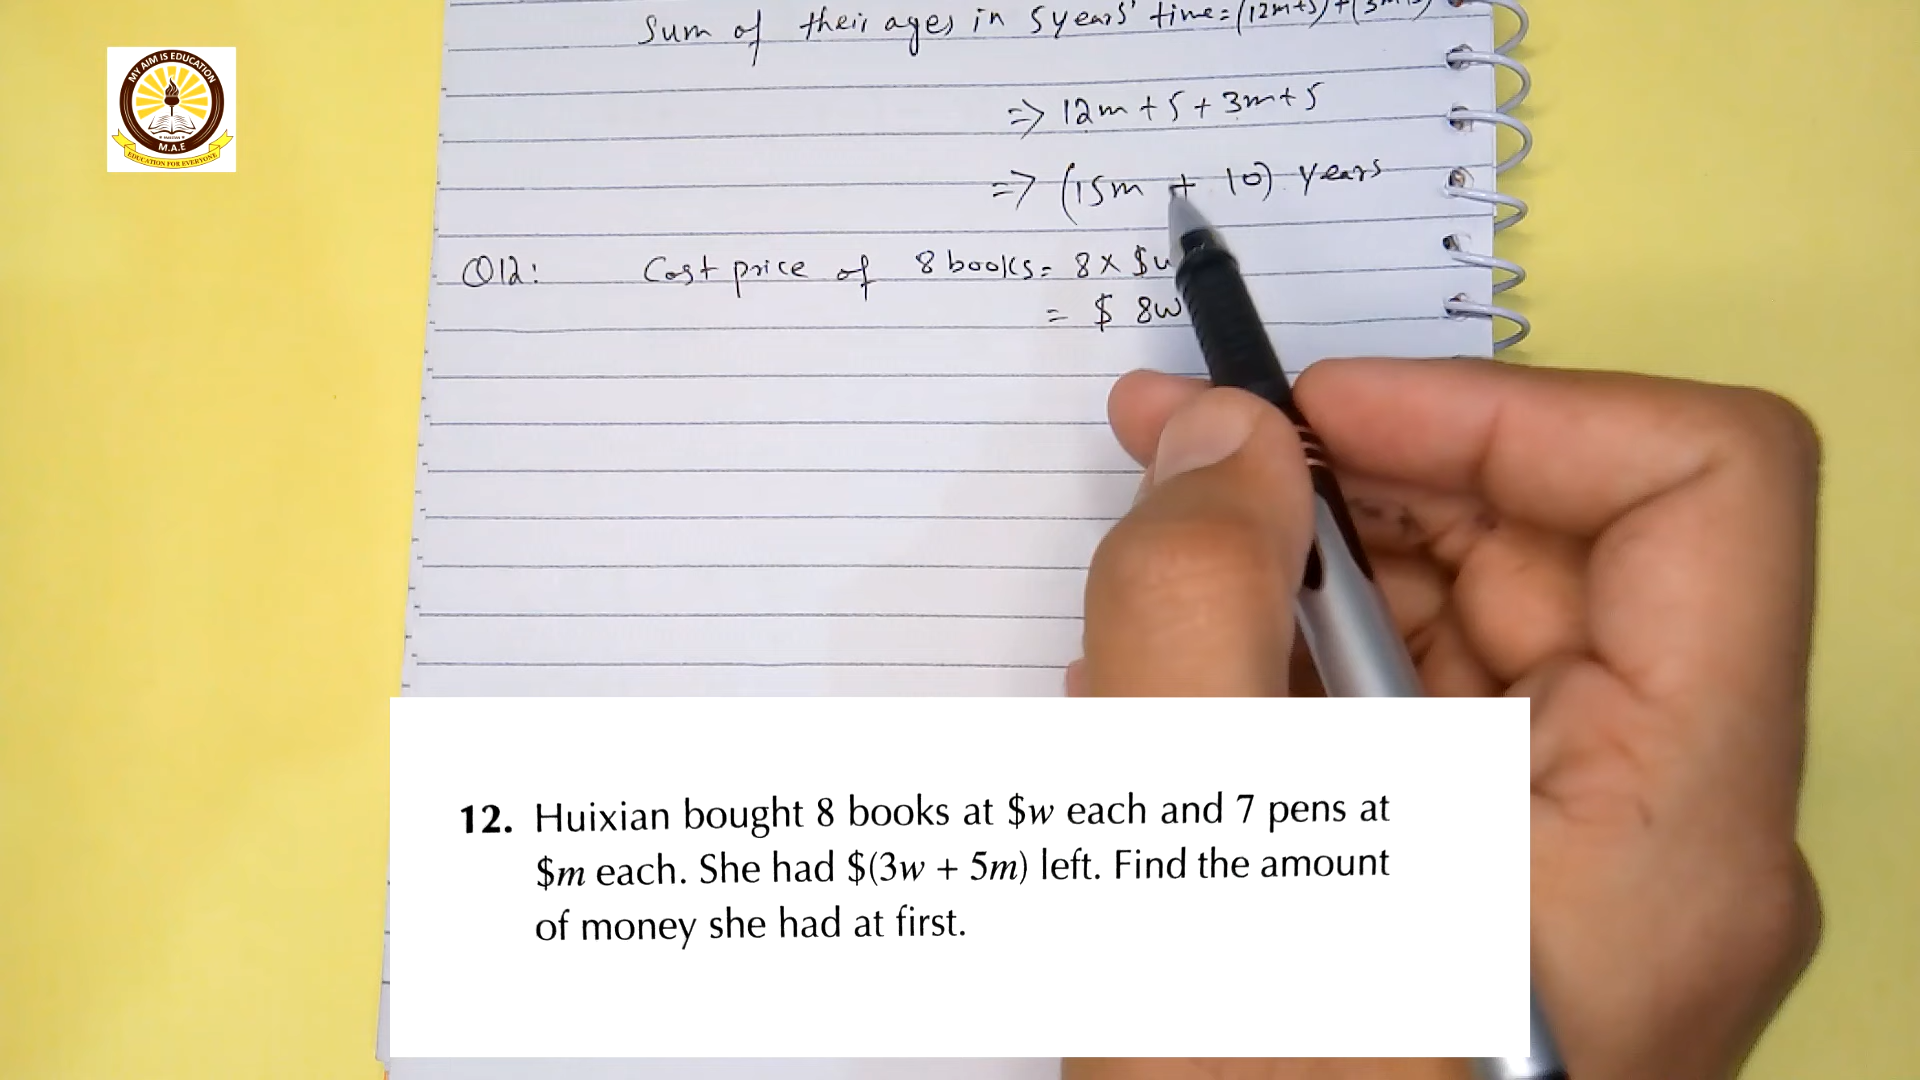 Sum of their ages in 5 years' time = (12m+5) + (3m+5)
⇒ 12m + 5 + 3m + 5
⇒ (15m + 10) years
Q12: Cost price of 8 books = 8 × $w
= $ 8w
MY AIM IS EDUCATION
M.A.E
EDUCATION FOR EVERYONE
12. Huixian bought 8 books at $w each and 7 pens at
$m each. She had $(3w + 5m) left. Find the amount
of money she had at first.